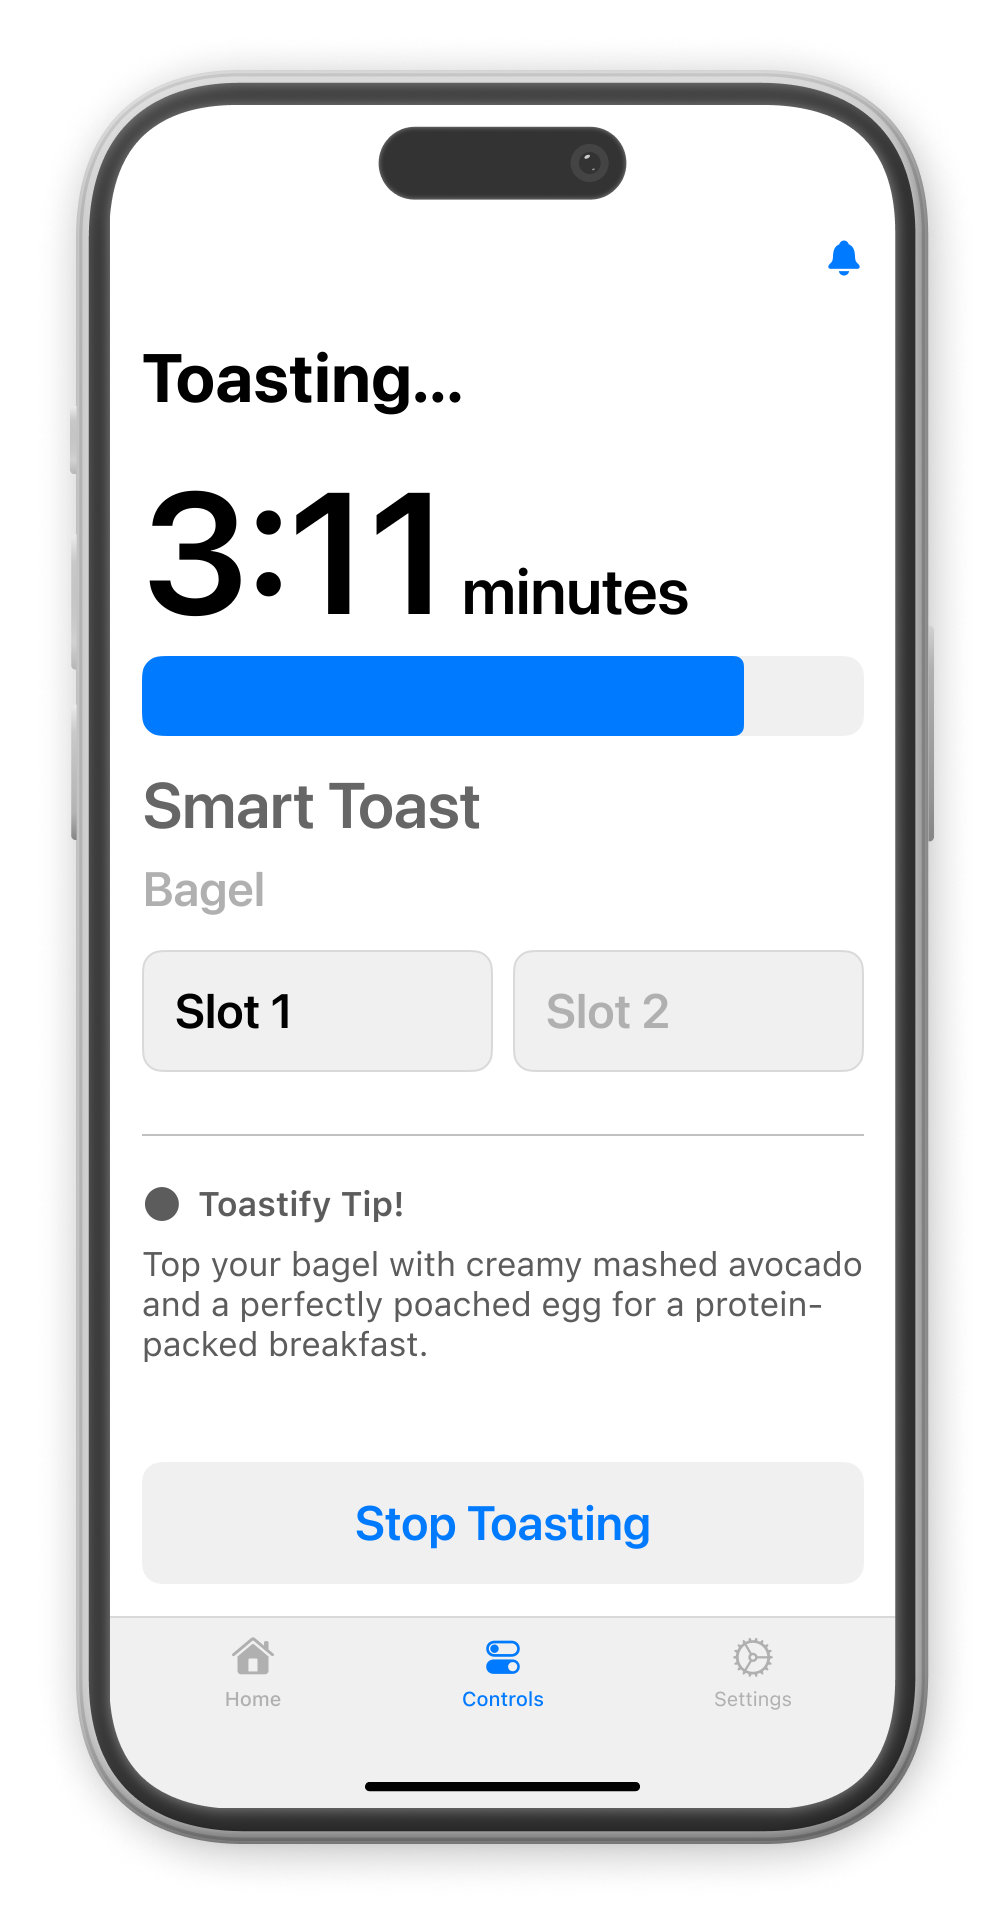 Toasting...
3:11 minutes
Smart Toast
Bagel
Slot 1
Slot 2
Toastify Tip!
Top your bagel with creamy mashed avocado
and a perfectly poached egg for a protein-
packed breakfast.
Stop Toasting
Home
Controls
Settings